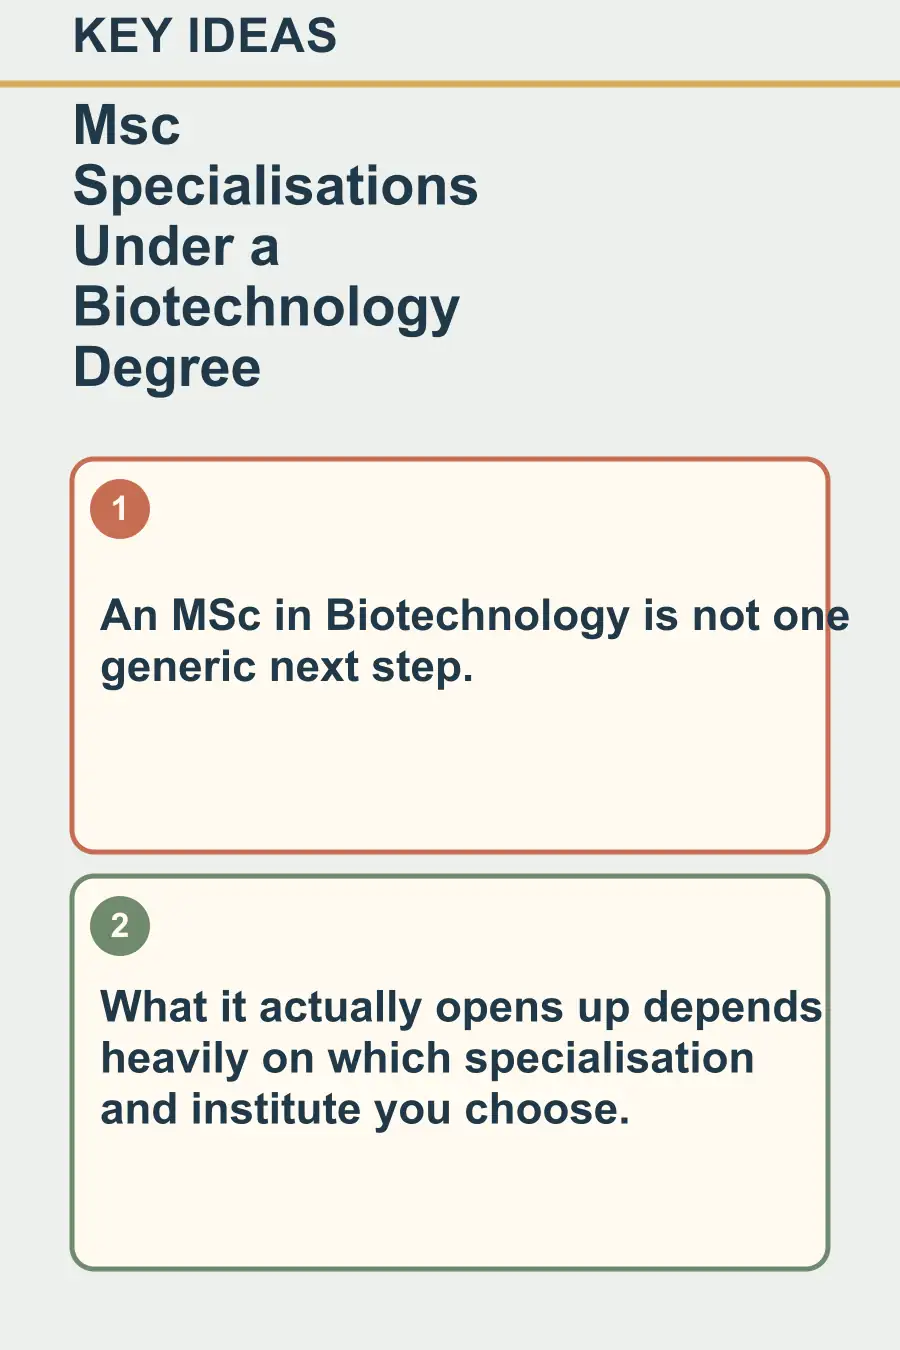 KEY IDEAS
Msc
Specialisations
Under a
Biotechnology
Degree
1
An MSc in Biotechnology is not one
generic next step.
2
What it actually opens up depends
heavily on which specialisation
and institute you choose.